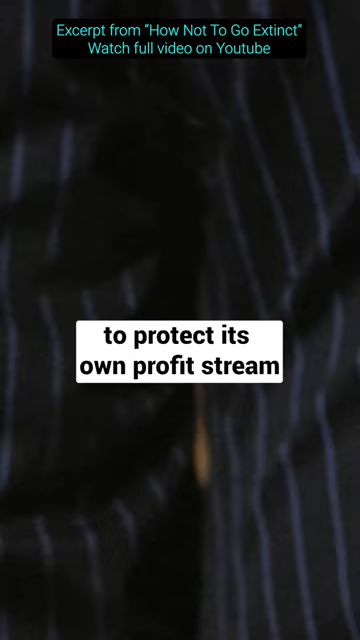 Excerpt from “How Not To Go Extinct”
Watch full video on Youtube
to protect its
own profit stream